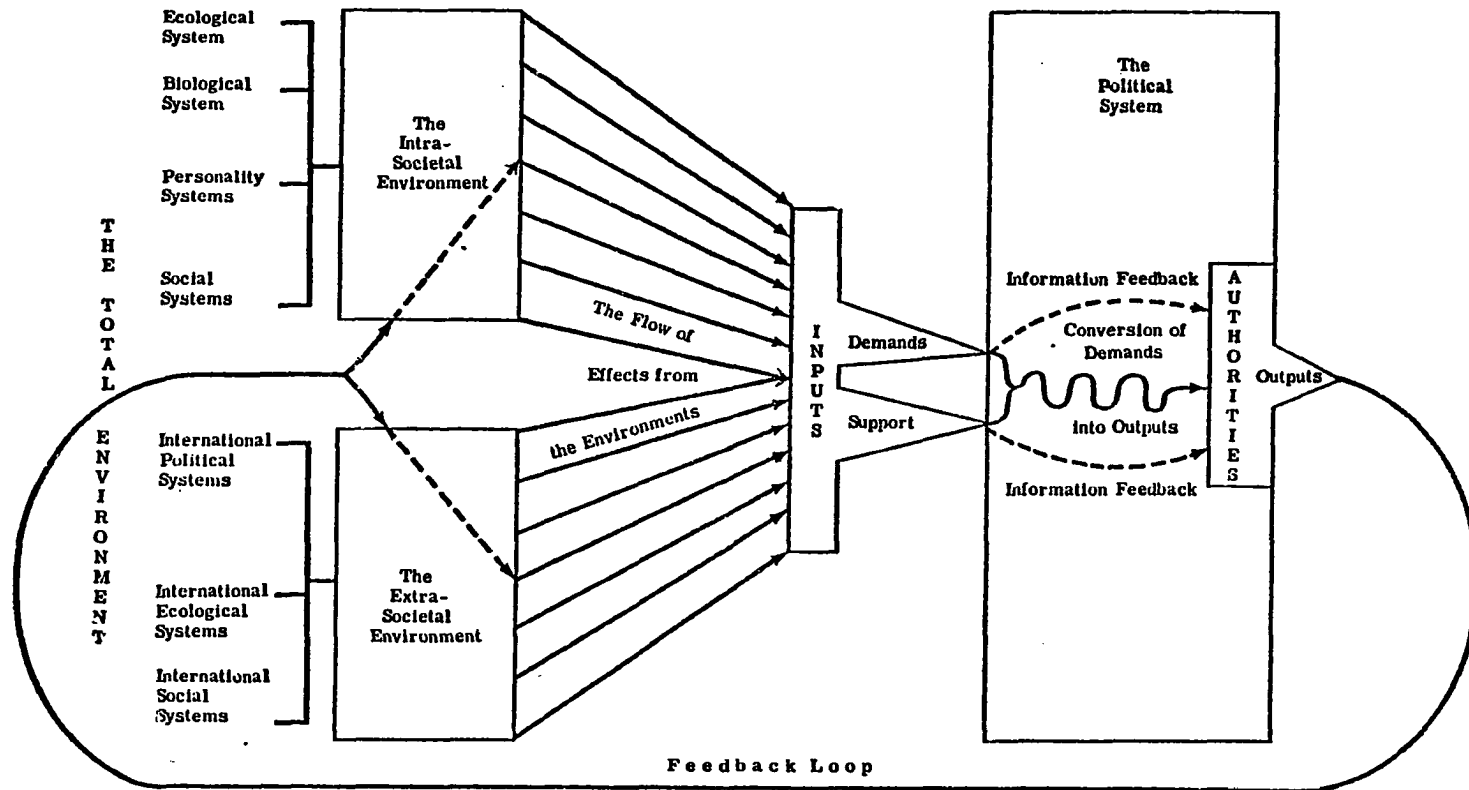 Ecological
System
Biological
System
Personality
Systems
Social
Systems
THE TOTAL ENVIRONMENT
International
Political
Systems
International
Ecological
Systems
International
Social
Systems
The
Intra-
Societal
Environment
The
Extra-
Societal
Environment
The Flow of
Effects from
the Environments
INPUTS
Demands
Support
The
Political
System
Information Feedback
Conversion of
Demands
into Outputs
Information Feedback
AUTHORITIES
Outputs
Feedback Loop